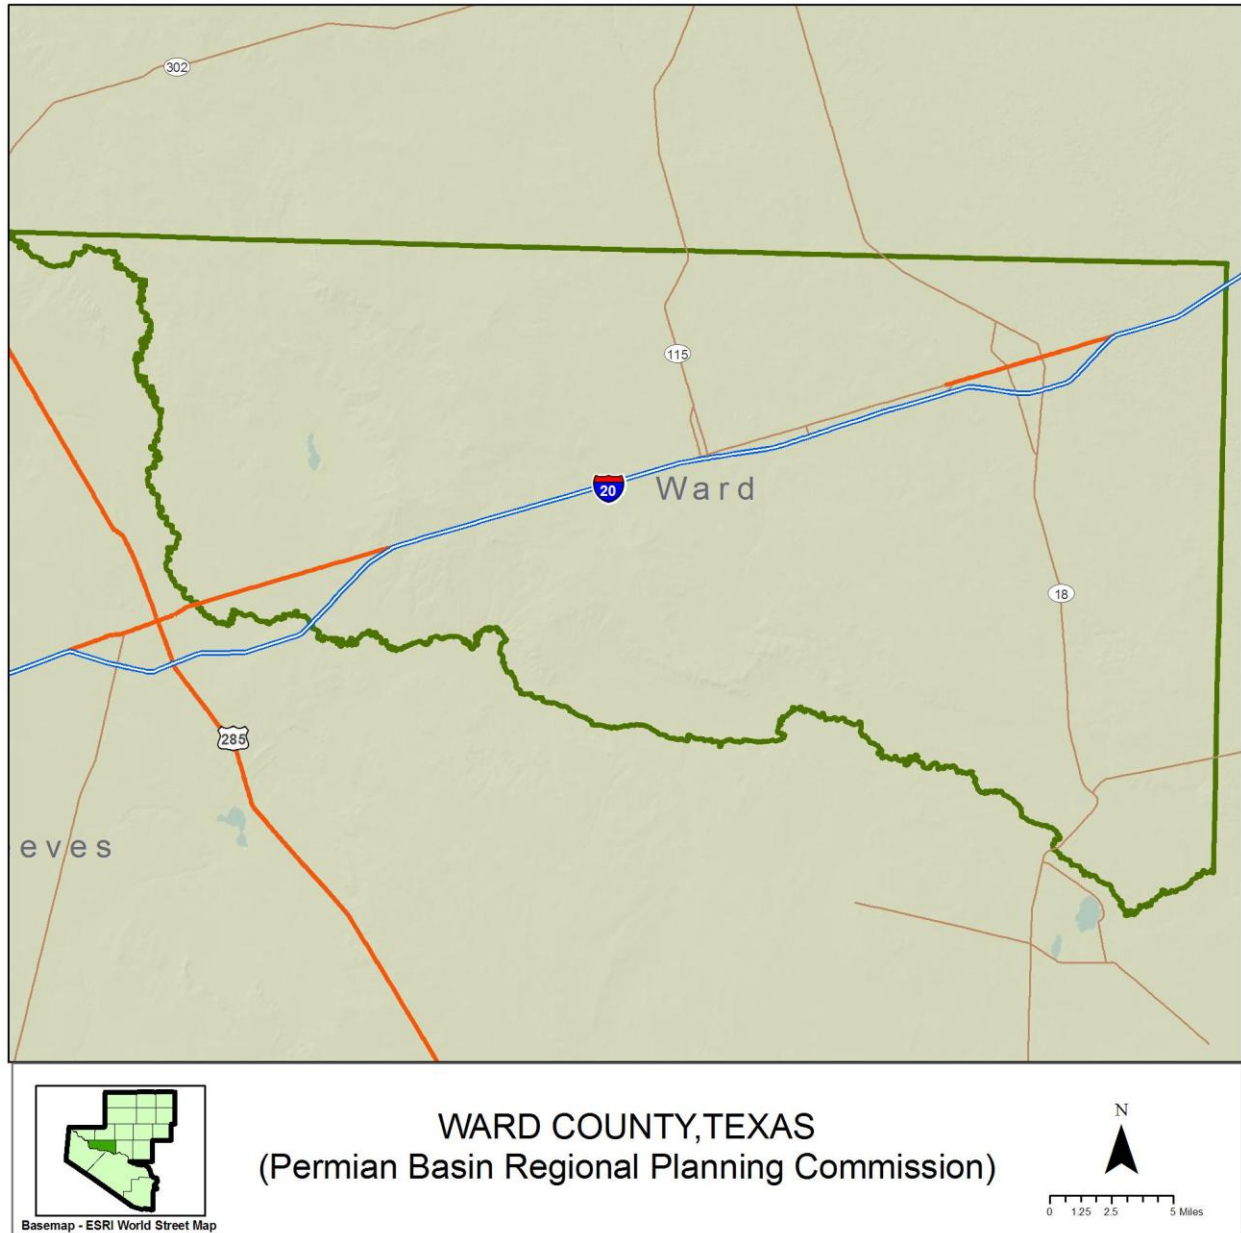 302
115
20
Ward
18
285
eves
WARD COUNTY,TEXAS
(Permian Basin Regional Planning Commission)
N
0 1.25 2.5 5 Miles
Basemap - ESRI World Street Map